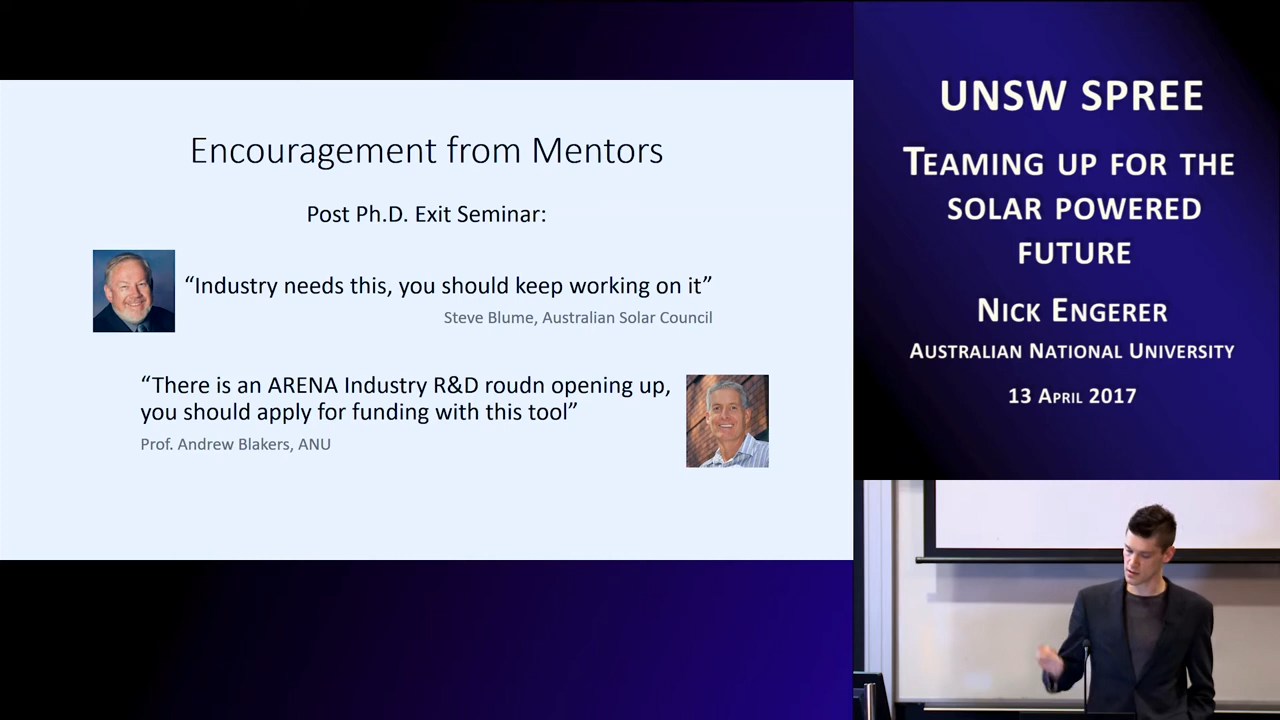 Encouragement from Mentors
Post Ph.D. Exit Seminar:
“Industry needs this, you should keep working on it”
Steve Blume, Australian Solar Council
“There is an ARENA Industry R&D roudn opening up,
you should apply for funding with this tool”
Prof. Andrew Blakers, ANU
UNSW SPREE
TEAMING UP FOR THE
SOLAR POWERED
FUTURE
NICK ENGERER
AUSTRALIAN NATIONAL UNIVERSITY
13 APRIL 2017